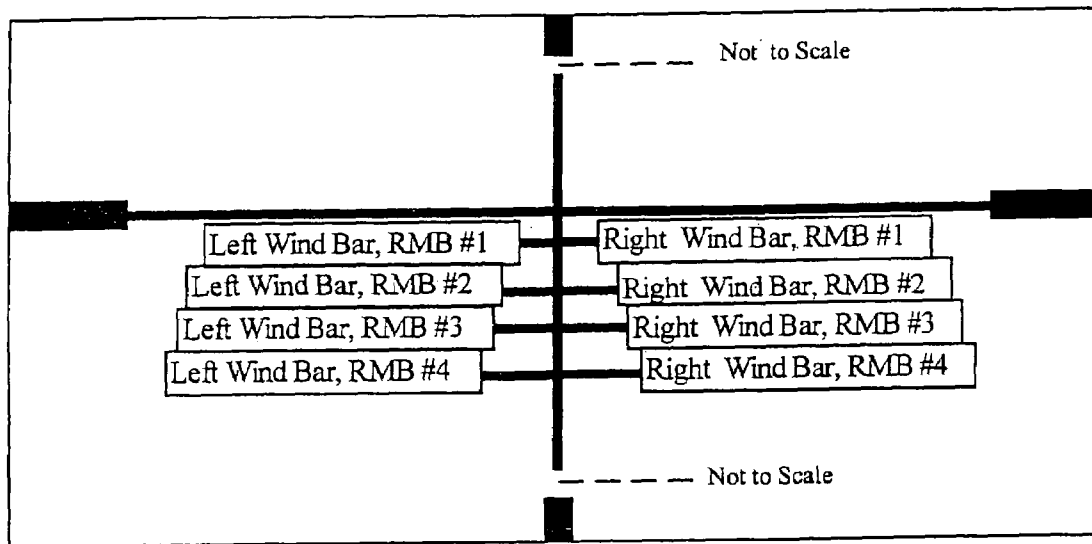 Not to Scale
Left Wind Bar, RMB #1
Right Wind Bar, RMB #1
Left Wind Bar, RMB #2
Right Wind Bar, RMB #2
Left Wind Bar, RMB #3
Right Wind Bar, RMB #3
Left Wind Bar, RMB #4
Right Wind Bar, RMB #4
Not to Scale